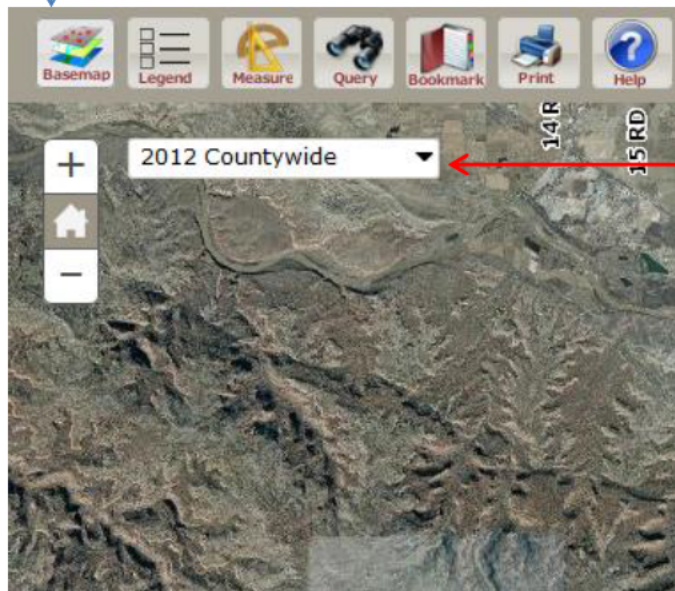 Basemap Legend Measure Query Bookmark Print Help
2012 Countywide
14 R
15 RD
+
−